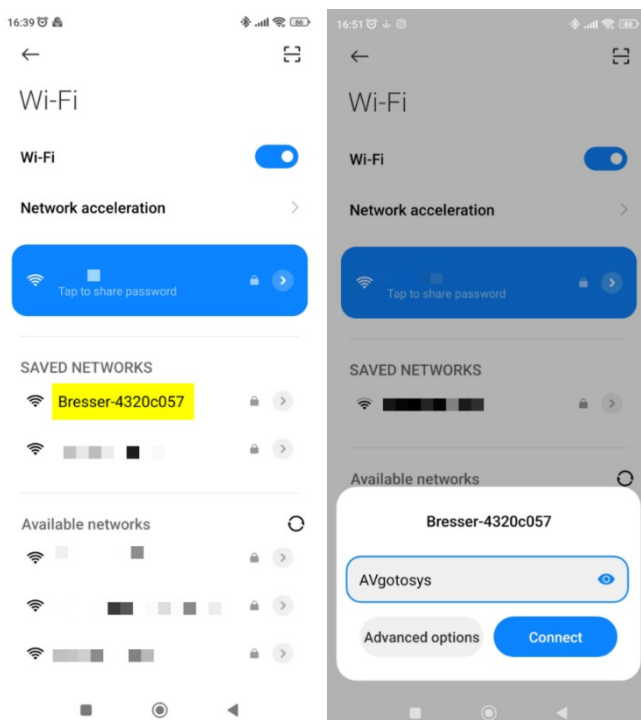 16:39
86
Wi-Fi
Wi-Fi
Network acceleration
Tap to share password
SAVED NETWORKS
Bresser-4320c057
Available networks
16:51
Wi-Fi
Wi-Fi
Network acceleration
Tap to share password
SAVED NETWORKS
Available networks
Bresser-4320c057
AVgotosys
Advanced options
Connect